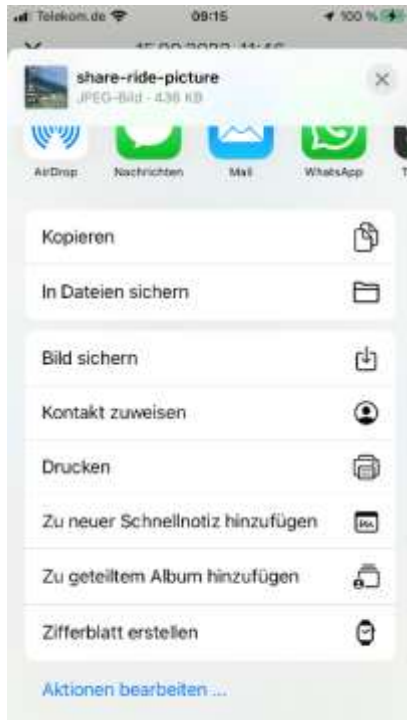 Telekom.de 09:15 100 %
share-ride-picture
JPEG-Bild - 436 KB
AirDrop Nachrichten Mail WhatsApp
Kopieren
In Dateien sichern
Bild sichern
Kontakt zuweisen
Drucken
Zu neuer Schnellnotiz hinzufügen
Zu geteiltem Album hinzufügen
Zifferblatt erstellen
Aktionen bearbeiten ...